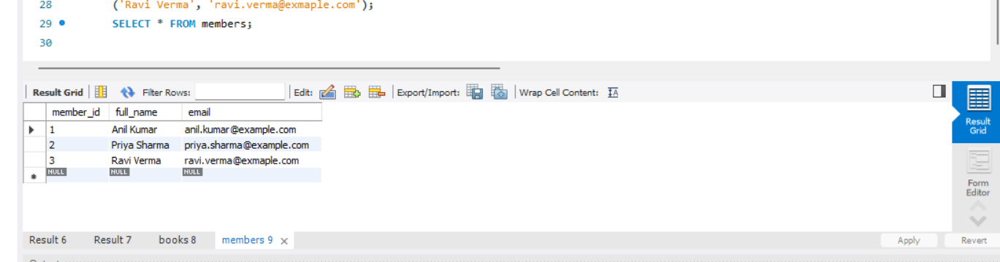 28 ('Ravi Verma', 'ravi.verma@exmaple.com');
29 SELECT * FROM members;
30
Result Grid Filter Rows: Edit: Export/Import: Wrap Cell Content: IA
member_id full_name email
1 Anil Kumar anil.kumar@example.com
2 Priya Sharma priya.sharma@example.com
3 Ravi Verma ravi.verma@exmaple.com
NULL NULL NULL
Result Grid
Form Editor
Result 6 Result 7 books 8 members 9 Apply Revert